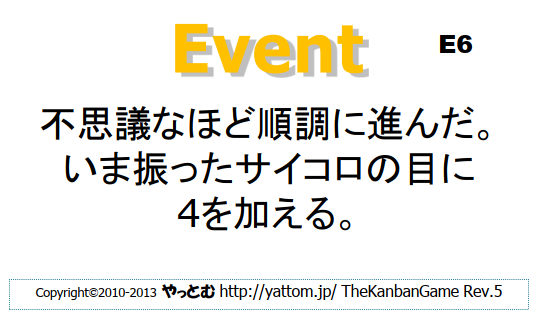 Event
E6
不思議なほど順調に進んだ。
いま振ったサイコロの目に
4を加える。
Copyright©2010-2013 やっとむ http://yattom.jp/ TheKanbanGame Rev.5